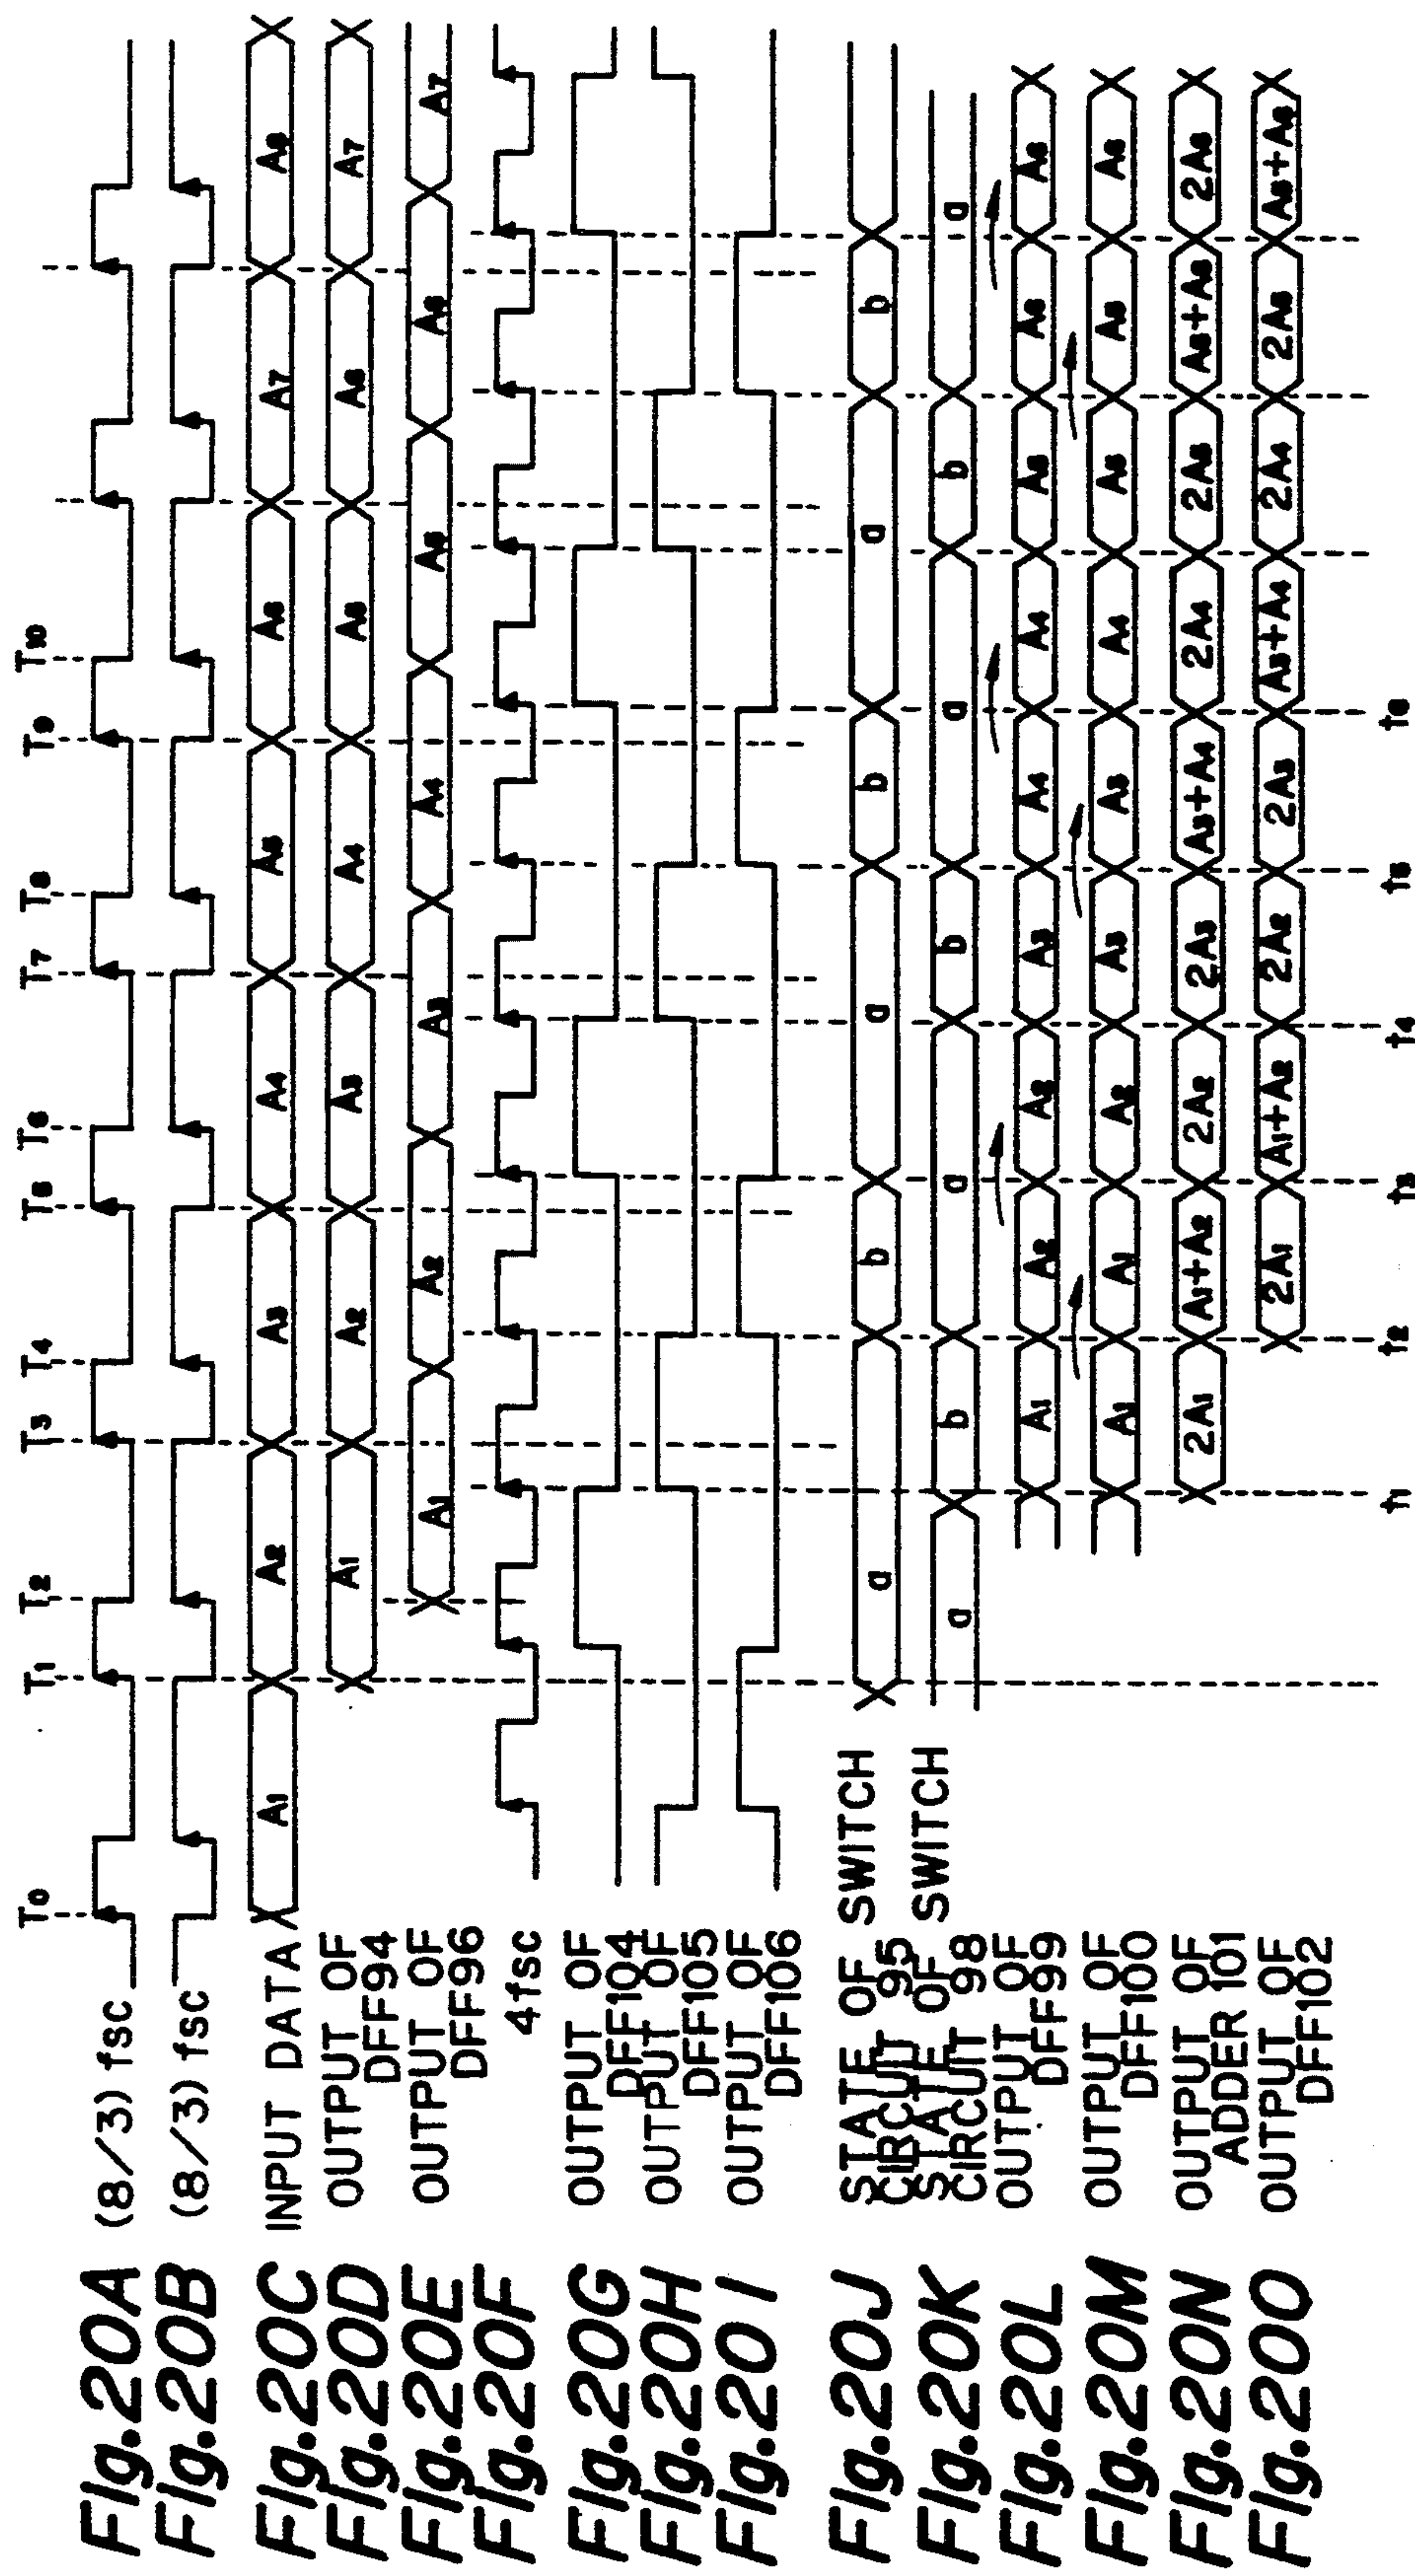 T0 T1 T2 T3 T4 T5 T6 T7 T8 T9 T10
Fig.20A (8/3) fsc
Fig.20B (8/3) fsc
Fig.20C INPUT DATA A1 A2 A3 A4 A5 A6 A7 A8
Fig.20D OUTPUT OF
DFF94 A1 A2 A3 A4 A5 A6 A7
Fig.20E OUTPUT OF
DFF96 A1 A2 A3 A4 A5 A6 A7
Fig.20F 4fsc
Fig.20G OUTPUT OF
DFF104
Fig.20H OUTPUT OF
DFF105
Fig.20I OUTPUT OF
DFF106
Fig.20J STATE OF SWITCH
CIRCUIT 95 a b a b a b
Fig.20K STATE OF SWITCH
CIRCUIT 98 a b a b a b a
Fig.20L OUTPUT OF
DFF99 A1 A2 A2 A3 A4 A4 A5 A6 A6
Fig.20M OUTPUT OF
DFF100 A1 A1 A2 A3 A3 A4 A5 A5 A6
Fig.20N OUTPUT OF
ADDER 101 2A1 A1+A2 2A2 2A3 A3+A4 2A4 2A5 A5+A6 2A6
Fig.20O OUTPUT OF
DFF102 2A1 A1+A2 2A2 2A3 A3+A4 2A4 2A5 A5+A6
t1 t2 t3 t4 t5 t6